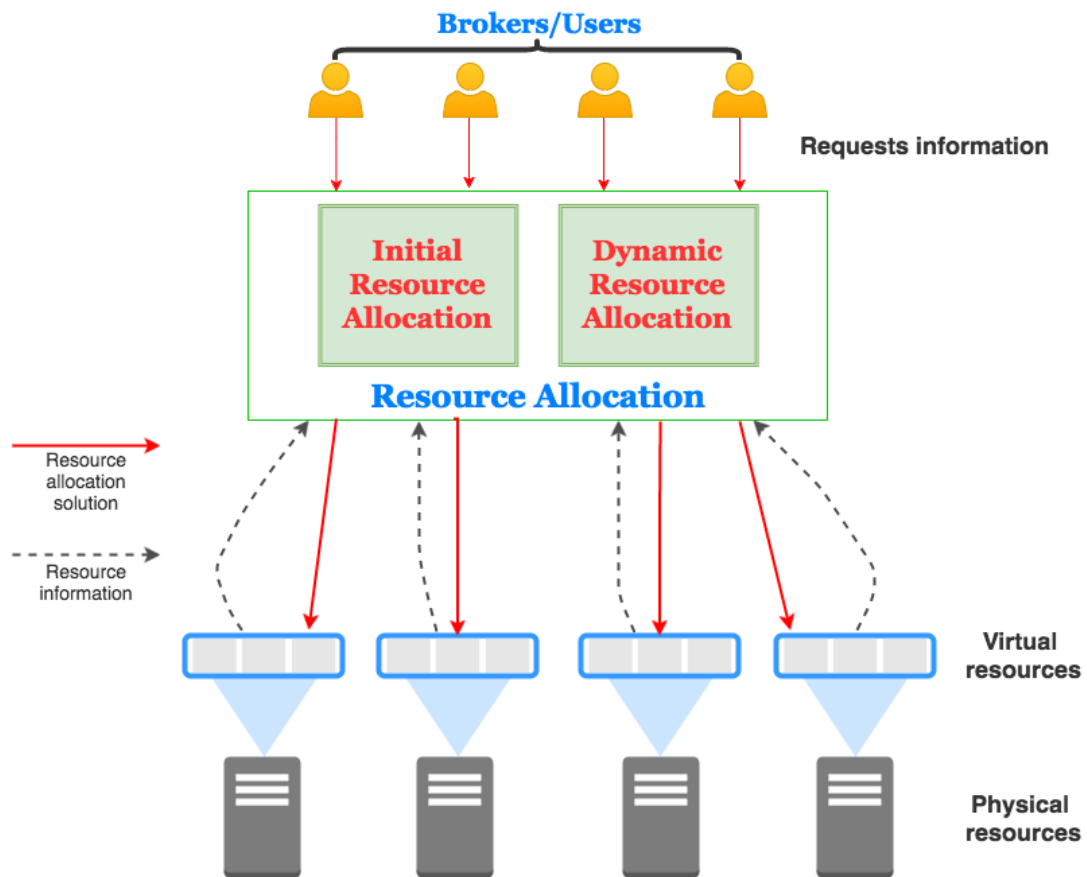 Brokers/Users
Requests information
Initial
Resource
Allocation
Dynamic
Resource
Allocation
Resource Allocation
Resource
allocation
solution
Resource
information
Virtual
resources
Physical
resources